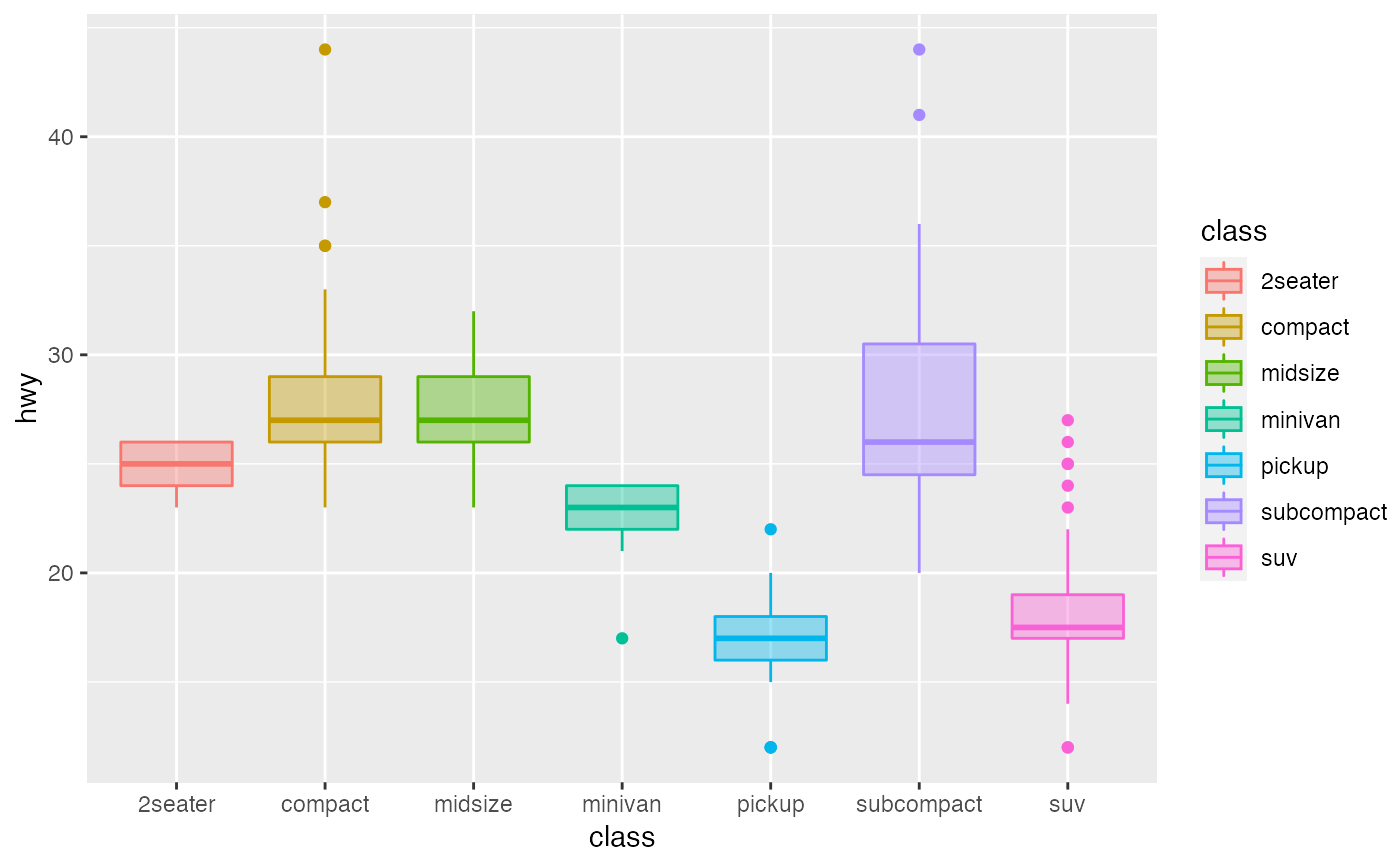 hwy
40
30
20
2seater compact midsize minivan pickup subcompact suv
class
class
2seater
compact
midsize
minivan
pickup
subcompact
suv